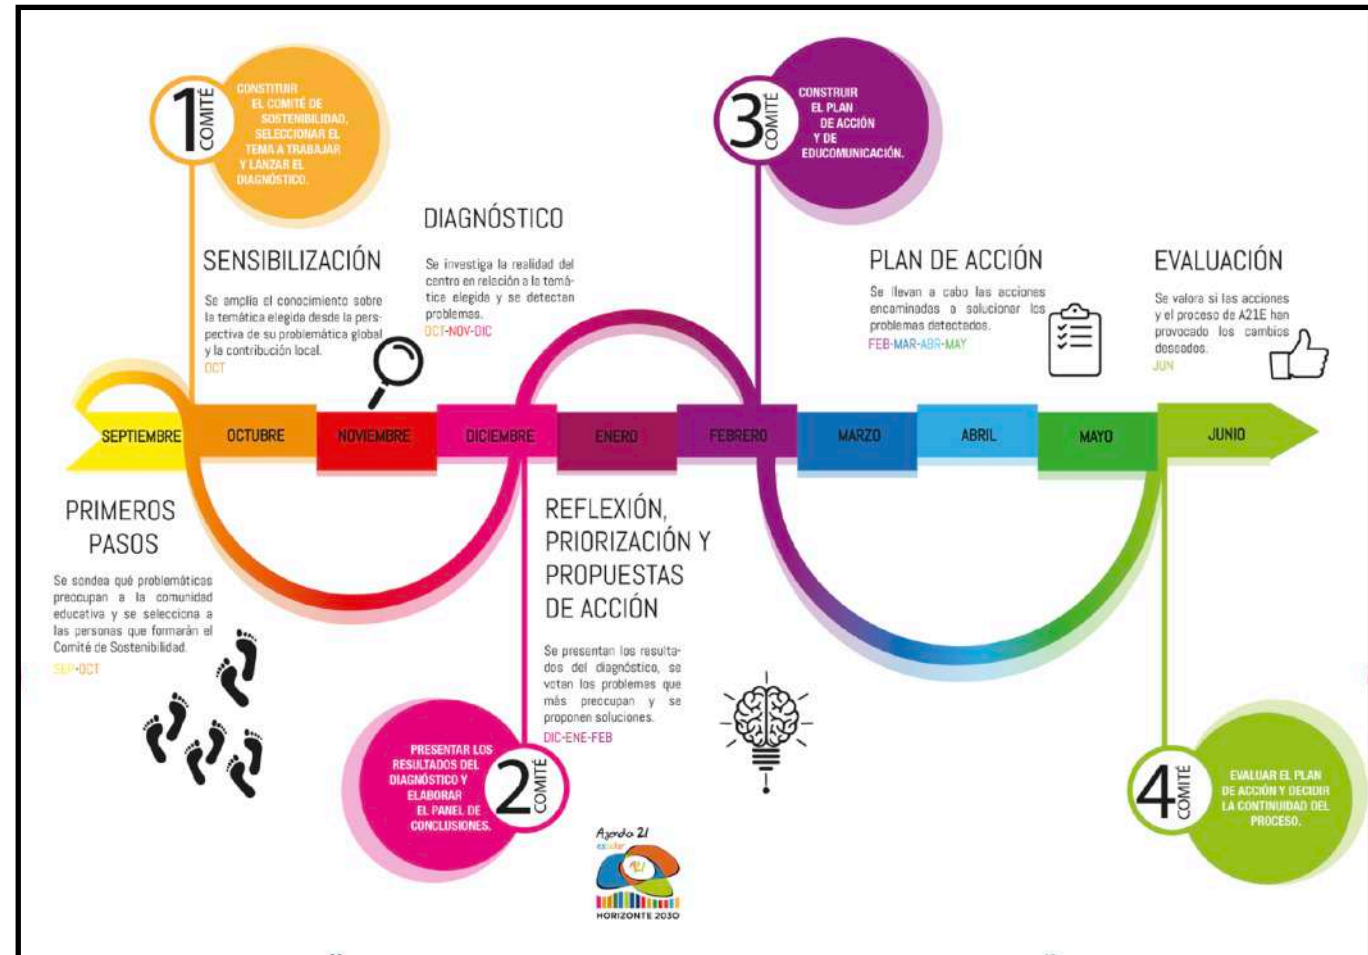 1 COMITÉ
CONSTITUIR
EL COMITÉ DE
SOSTENIBILIDAD,
SELECCIONAR EL
TEMA A TRABAJAR
Y LANZAR EL
DIAGNÓSTICO.
3 COMITÉ
CONSTRUIR
EL PLAN
DE ACCIÓN
Y DE
EDUCOMUNICACIÓN.
SENSIBILIZACIÓN
Se amplía el conocimiento sobre
la temática elegida desde la pers-
pectiva de su problemática global
y la contribución local.
OCT
DIAGNÓSTICO
Se investiga la realidad del
centro en relación a la temá-
tica elegida y se detectan
problemas.
OCT-NOV-DIC
PLAN DE ACCIÓN
Se llevan a cabo las acciones
encaminadas a solucionar los
problemas detectados.
FEB-MAR-ABR-MAY
EVALUACIÓN
Se valora si las acciones
y el proceso de A21E han
provocado los cambios
deseados.
JUN
SEPTIEMBRE
OCTUBRE
NOVIEMBRE
DICIEMBRE
ENERO
FEBRERO
MARZO
ABRIL
MAYO
JUNIO
PRIMEROS
PASOS
Se sondea qué problemáticas
preocupan a la comunidad
educativa y se selecciona a
las personas que formarán el
Comité de Sostenibilidad.
SEP-OCT
REFLEXIÓN,
PRIORIZACIÓN Y
PROPUESTAS
DE ACCIÓN
Se presentan los resulta-
dos del diagnóstico, se
votan los problemas que
más preocupan y se
proponen soluciones.
DIC-ENE-FEB
PRESENTAR LOS
RESULTADOS DEL
DIAGNÓSTICO Y
ELABORAR
EL PANEL DE
CONCLUSIONES.
2 COMITÉ
4 COMITÉ
EVALUAR EL PLAN
DE ACCIÓN Y DECIDIR
LA CONTINUIDAD DEL
PROCESO.
Agenda 21
escolar
A21
HORIZONTE 2030